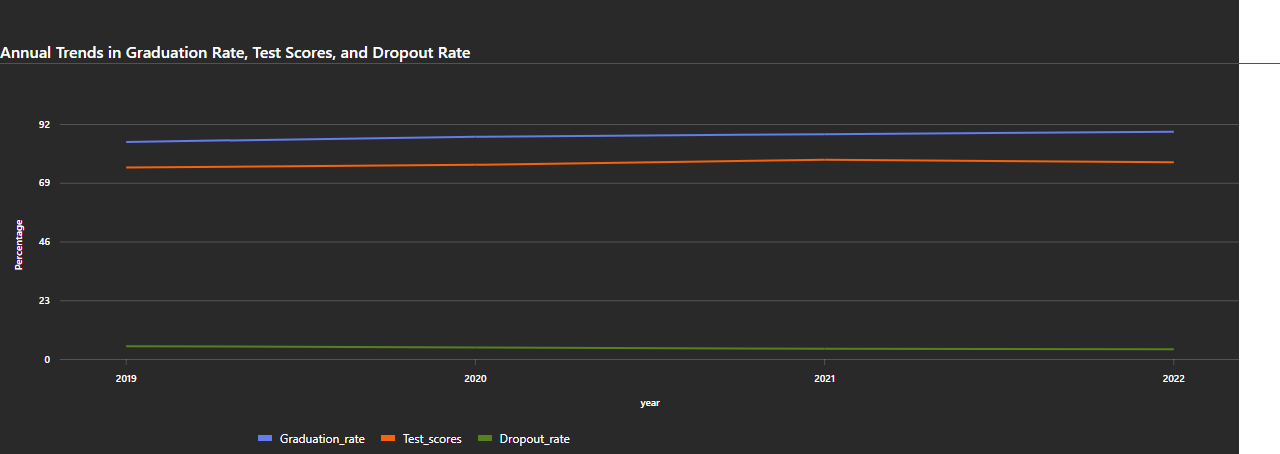 Annual Trends in Graduation Rate, Test Scores, and Dropout Rate
92
69
46
23
0
Percentage
2019 2020 2021 2022
year
Graduation_rate Test_scores Dropout_rate